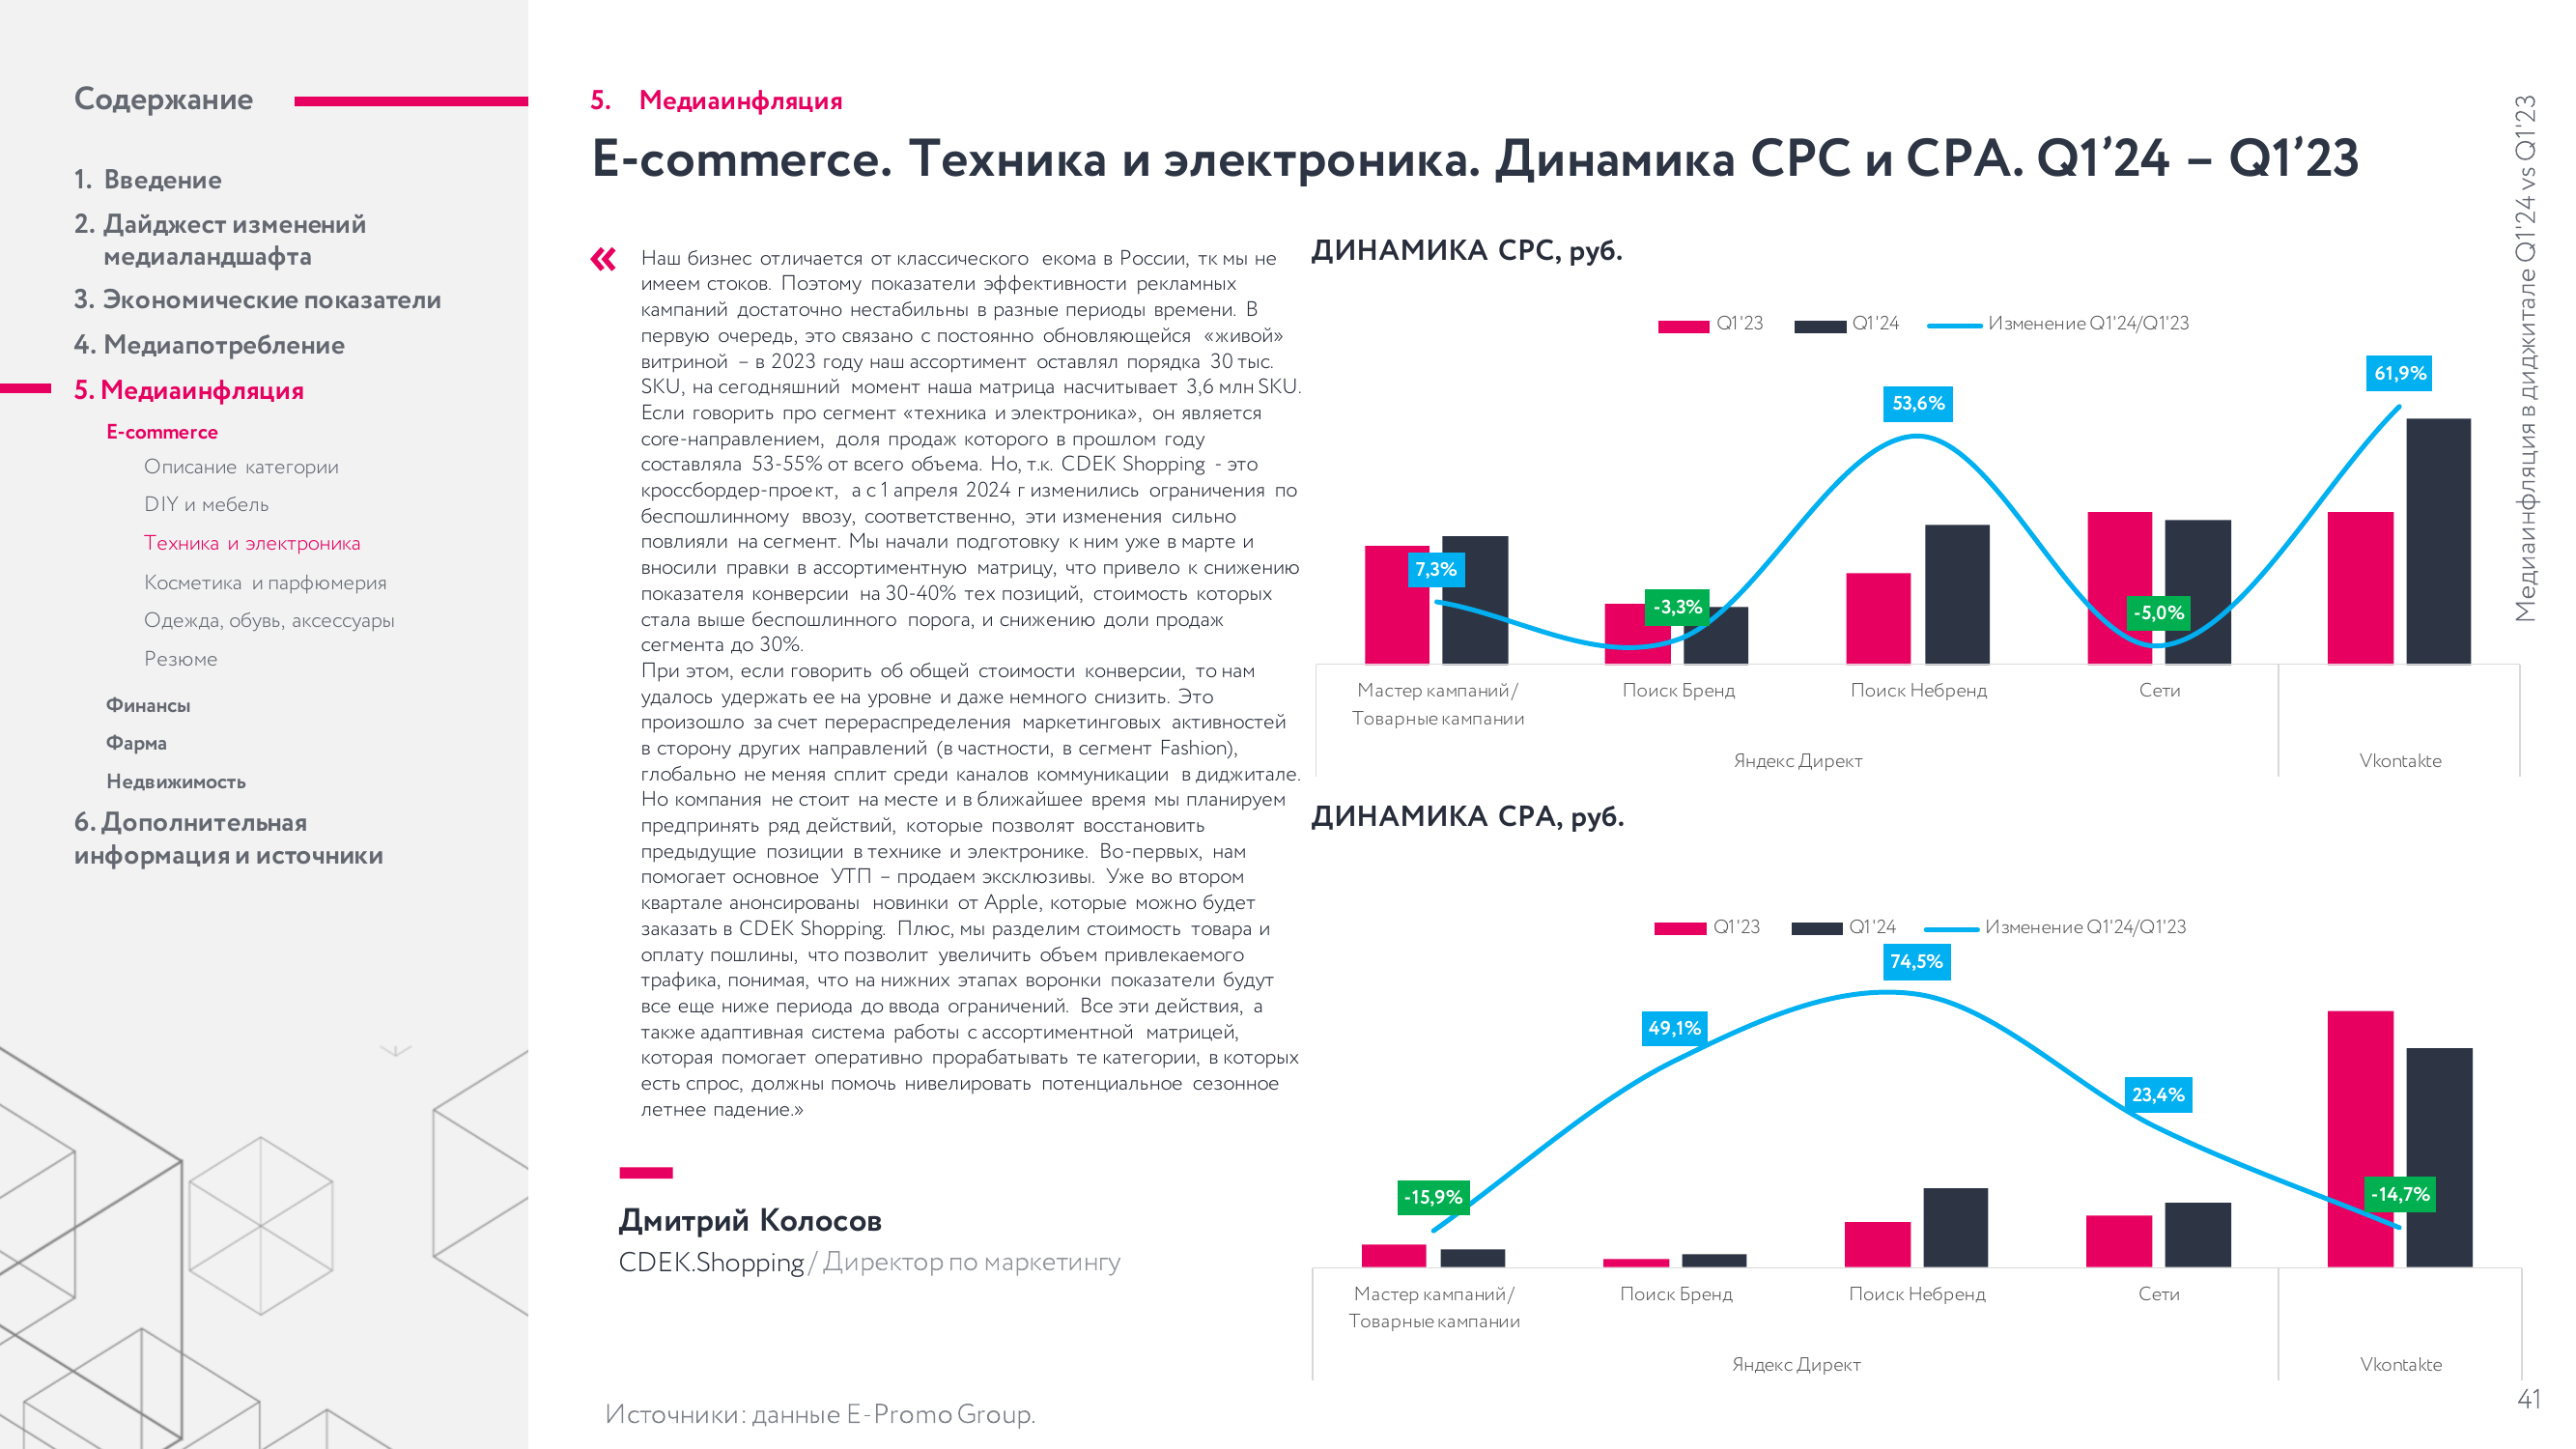 Содержание
1. Введение
2. Дайджест изменений
медиаландшафта
3. Экономические показатели
4. Медиапотребление
5. Медиаинфляция
E-commerce
Описание категории
DIY и мебель
Техника и электроника
Косметика и парфюмерия
Одежда, обувь, аксессуары
Резюме
Финансы
Фарма
Недвижимость
6. Дополнительная
информация и источники
5. Медиаинфляция
E-commerce. Техника и электроника. Динамика CPC и CPA. Q1’24 – Q1’23
«
Наш бизнес отличается от классического екома в России, тк мы не
имеем стоков. Поэтому показатели эффективности рекламных
кампаний достаточно нестабильны в разные периоды времени. В
первую очередь, это связано с постоянно обновляющейся «живой»
витриной – в 2023 году наш ассортимент оставлял порядка 30 тыс.
SKU, на сегодняшний момент наша матрица насчитывает 3,6 млн SKU.
Если говорить про сегмент «техника и электроника», он является
core-направлением, доля продаж которого в прошлом году
составляла 53-55% от всего объема. Но, т.к. CDEK Shopping - это
кроссбордер-проект, а с 1 апреля 2024 г изменились ограничения по
беспошлинному ввозу, соответственно, эти изменения сильно
повлияли на сегмент. Мы начали подготовку к ним уже в марте и
вносили правки в ассортиментную матрицу, что привело к снижению
показателя конверсии на 30-40% тех позиций, стоимость которых
стала выше беспошлинного порога, и снижению доли продаж
сегмента до 30%.
При этом, если говорить об общей стоимости конверсии, то нам
удалось удержать ее на уровне и даже немного снизить. Это
произошло за счет перераспределения маркетинговых активностей
в сторону других направлений (в частности, в сегмент Fashion),
глобально не меняя сплит среди каналов коммуникации в диджитале.
Но компания не стоит на месте и в ближайшее время мы планируем
предпринять ряд действий, которые позволят восстановить
предыдущие позиции в технике и электронике. Во-первых, нам
помогает основное УТП – продаем эксклюзивы. Уже во втором
квартале анонсированы новинки от Apple, которые можно будет
заказать в CDEK Shopping. Плюс, мы разделим стоимость товара и
оплату пошлины, что позволит увеличить объем привлекаемого
трафика, понимая, что на нижних этапах воронки показатели будут
все еще ниже периода до ввода ограничений. Все эти действия, а
также адаптивная система работы с ассортиментной матрицей,
которая помогает оперативно прорабатывать те категории, в которых
есть спрос, должны помочь нивелировать потенциальное сезонное
летнее падение.»
Дмитрий Колосов
CDEK.Shopping / Директор по маркетингу
Источники: данные E-Promo Group.
ДИНАМИКА CPC, руб.
Q1'23 Q1'24 Изменение Q1'24/Q1'23
7,3% -3,3% 53,6% -5,0% 61,9%
Мастер кампаний/ Поиск Бренд Поиск Небренд Сети
Товарные кампании
Яндекс Директ Vkontakte
ДИНАМИКА CPA, руб.
Q1'23 Q1'24 Изменение Q1'24/Q1'23
-15,9% 49,1% 74,5% 23,4% -14,7%
Мастер кампаний/ Поиск Бренд Поиск Небренд Сети
Товарные кампании
Яндекс Директ Vkontakte
Медиаинфляция в диджитале Q1'24 vs Q1'23
41